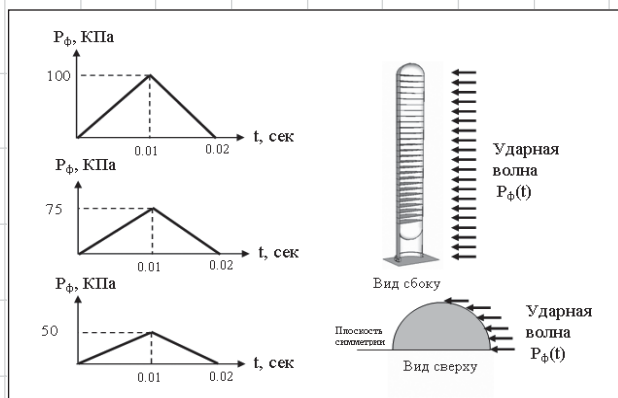 Pф, КПа
100
0.01
0.02
t, сек
Pф, КПа
75
0.01
0.02
t, сек
Pф, КПа
50
0.01
0.02
t, сек
Ударная
волна
Pф(t)
Вид сбоку
Плоскость
симметрии
Ударная
волна
Pф(t)
Вид сверху